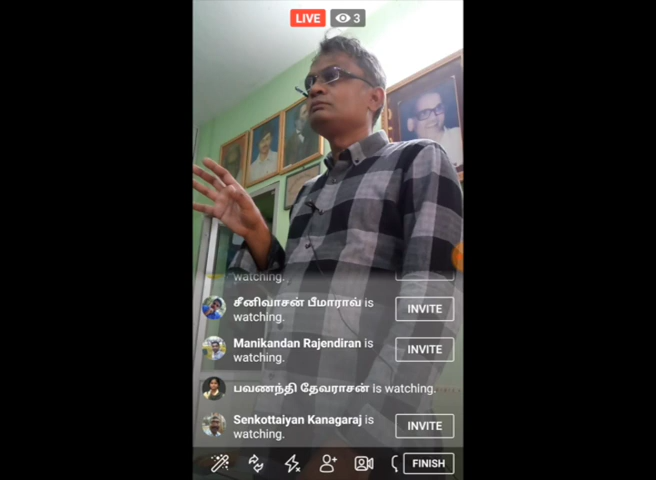 LIVE 3
watching.
சீனிவாசன் பீமாராவ் is
watching.
INVITE
Manikandan Rajendiran is
watching.
INVITE
பவணந்தி தேவராசன் is watching.
Senkottaiyan Kanagaraj is
watching.
INVITE
FINISH